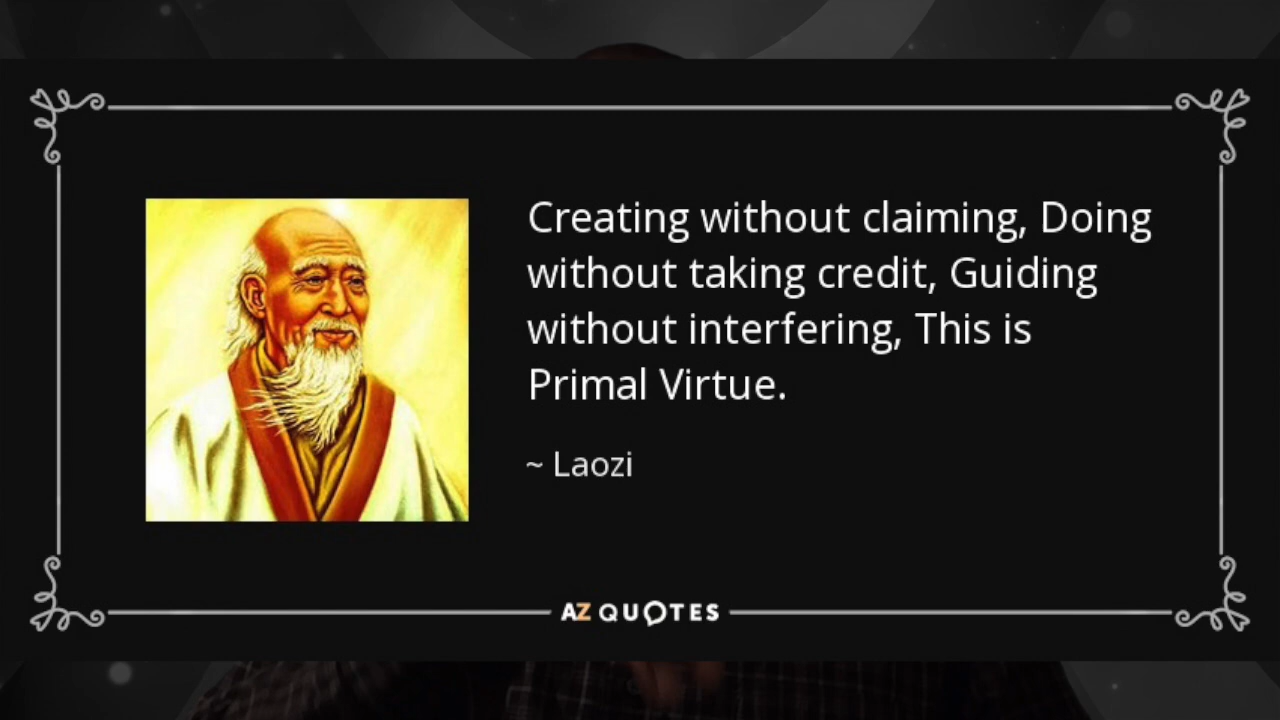 Creating without claiming, Doing
without taking credit, Guiding
without interfering, This is
Primal Virtue.
~ Laozi
AZ QUOTES